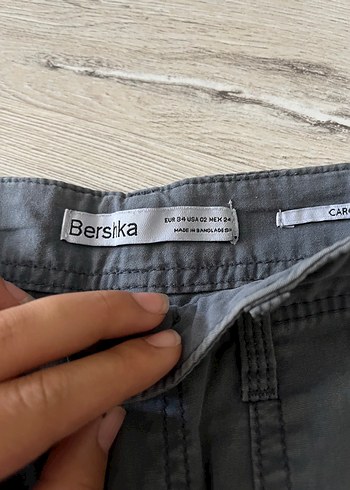 Bershka
EUR 34 USA 02 MEX 24
MADE IN BANGLADESH
CARG